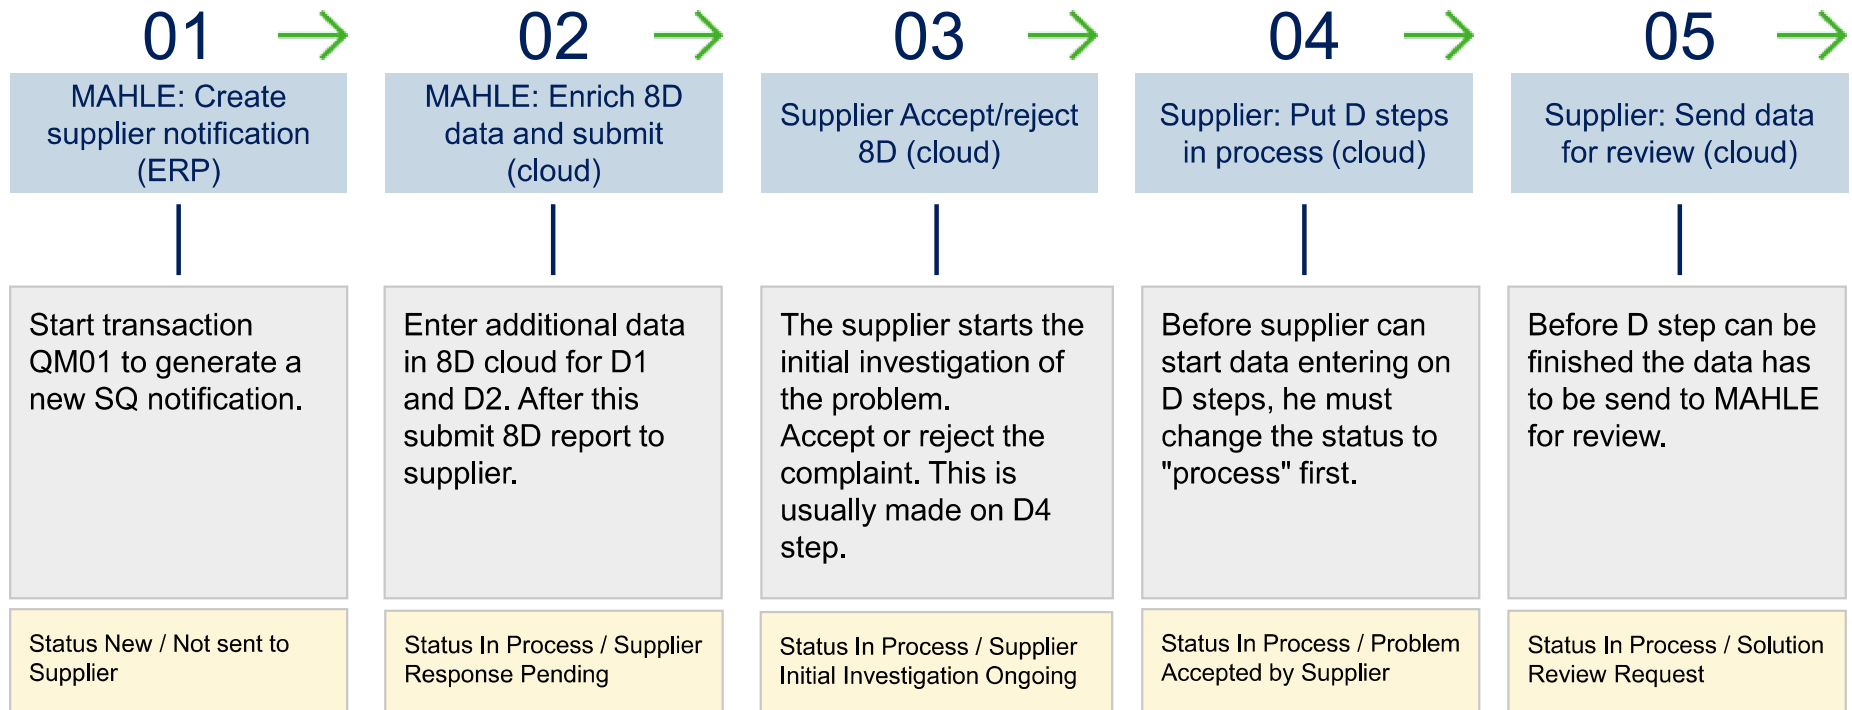 01
MAHLE: Create
supplier notification
(ERP)
Start transaction
QM01 to generate a
new SQ notification.
Status New / Not sent to
Supplier
02
MAHLE: Enrich 8D
data and submit
(cloud)
Enter additional data
in 8D cloud for D1
and D2. After this
submit 8D report to
supplier.
Status In Process / Supplier
Response Pending
03
Supplier Accept/reject
8D (cloud)
The supplier starts the
initial investigation of
the problem.
Accept or reject the
complaint. This is
usually made on D4
step.
Status In Process / Supplier
Initial Investigation Ongoing
04
Supplier: Put D steps
in process (cloud)
Before supplier can
start data entering on
D steps, he must
change the status to
"process" first.
Status In Process / Problem
Accepted by Supplier
05
Supplier: Send data
for review (cloud)
Before D step can be
finished the data has
to be send to MAHLE
for review.
Status In Process / Solution
Review Request